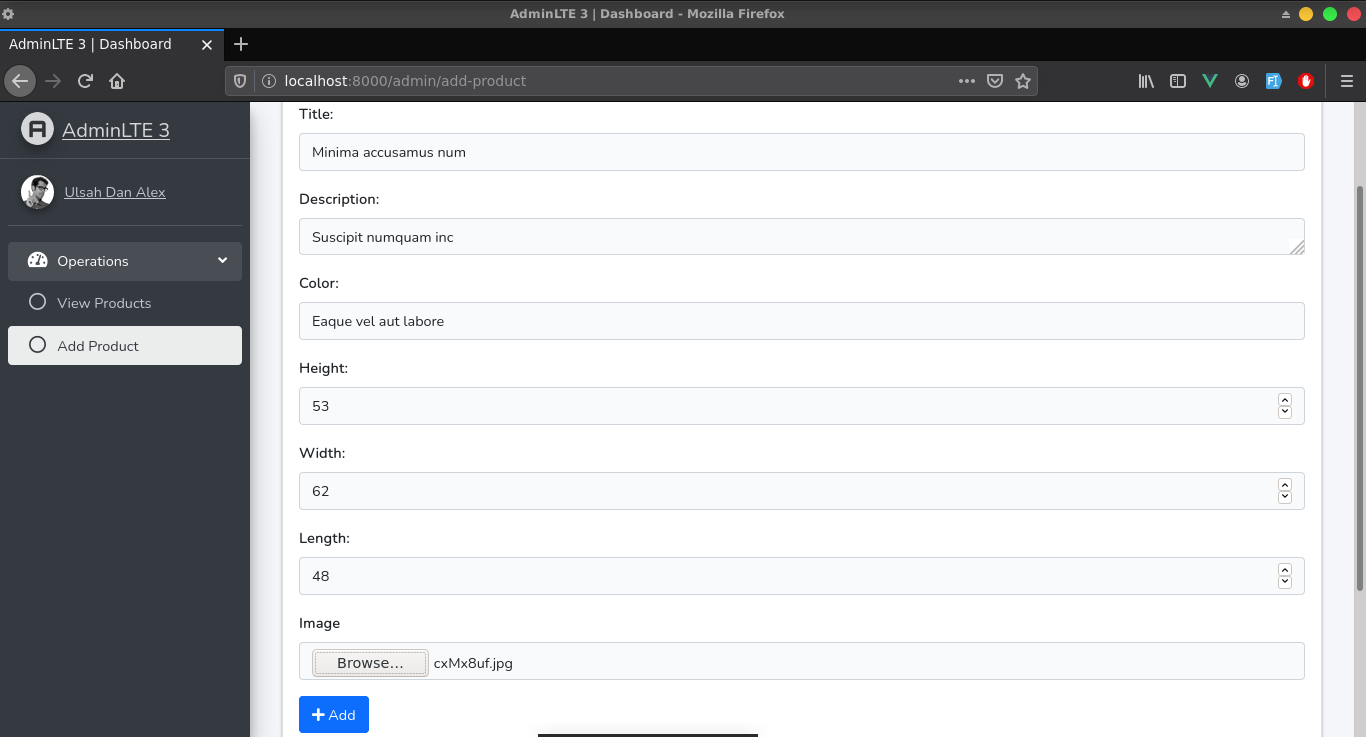 AdminLTE 3 | Dashboard - Mozilla Firefox
AdminLTE 3 | Dashboard
localhost:8000/admin/add-product
AdminLTE 3
Ulsah Dan Alex
Operations
View Products
Add Product
Title:
Minima accusamus num
Description:
Suscipit numquam inc
Color:
Eaque vel aut labore
Height:
53
Width:
62
Length:
48
Image
Browse... cxMx8uf.jpg
Add